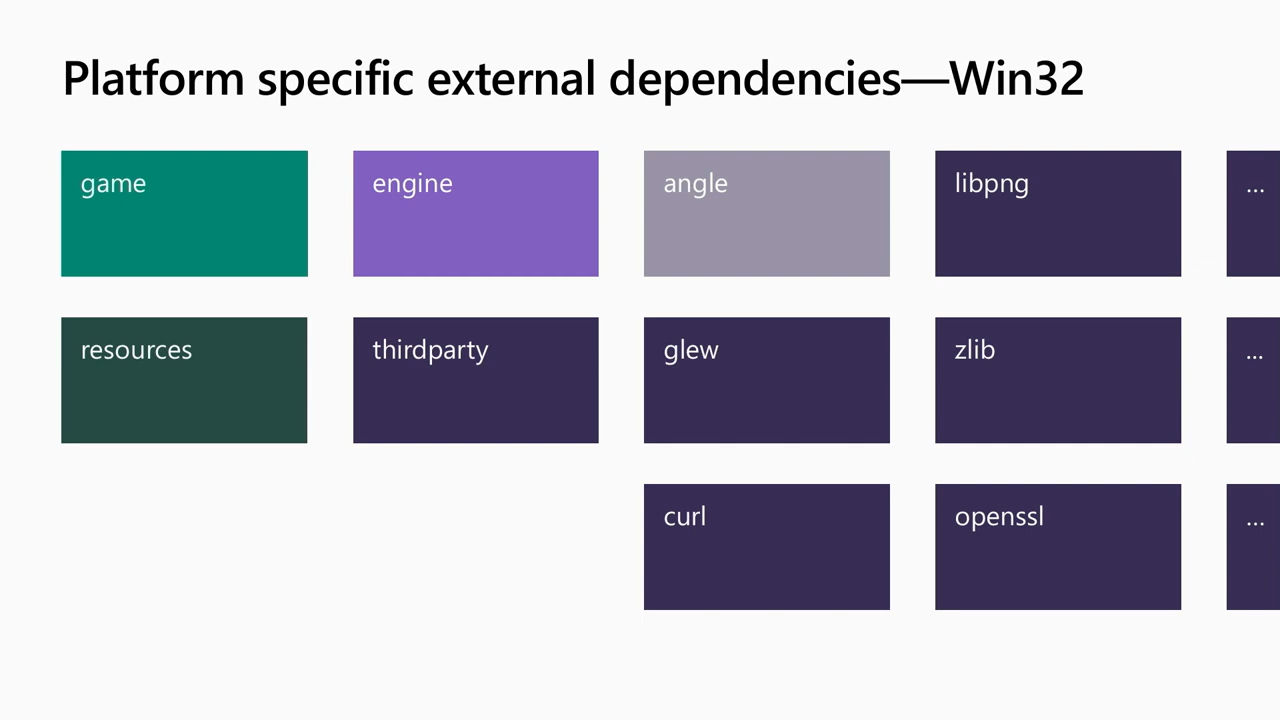 Platform specific external dependencies—Win32
game
engine
angle
libpng
...
resources
thirdparty
glew
zlib
...
curl
openssl
...